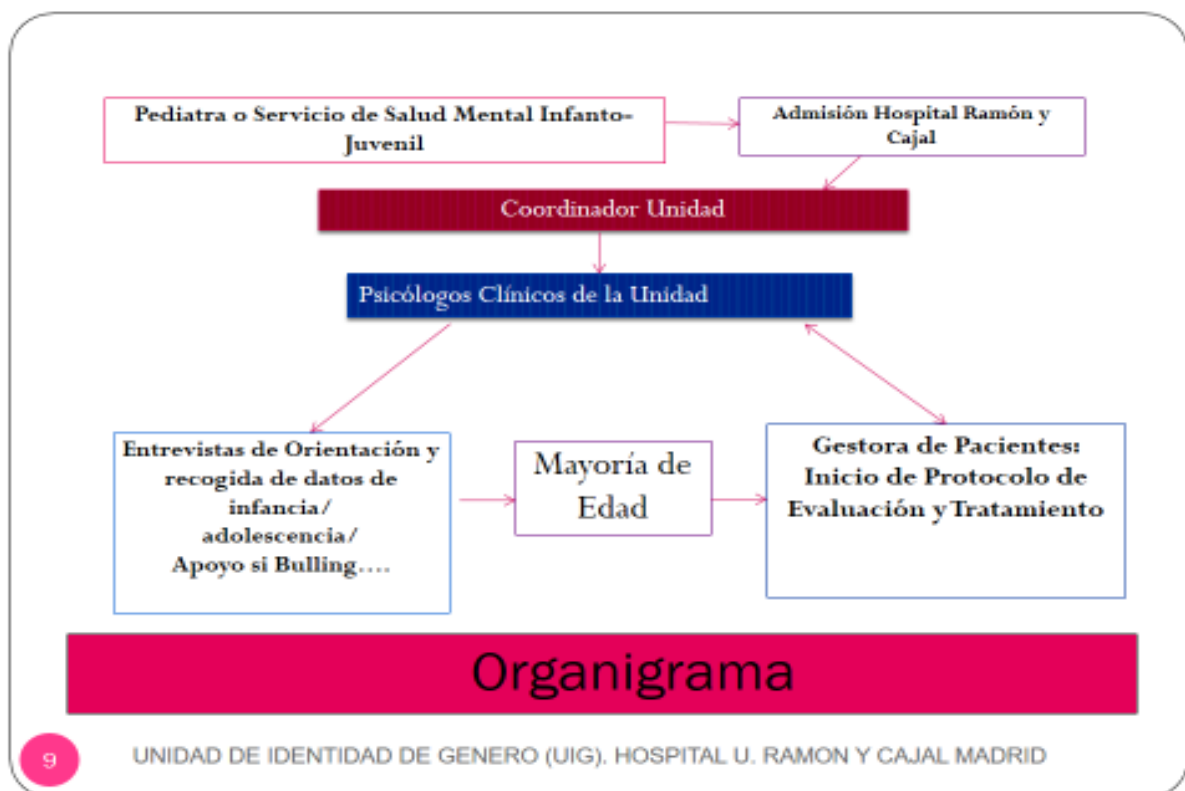 Pediatra o Servicio de Salud Mental Infanto-
Juvenil
Admisión Hospital Ramón y
Cajal
Coordinador Unidad
Psicólogos Clínicos de la Unidad
Entrevistas de Orientación y
recogida de datos de
infancia/
adolescencia/
Apoyo si Bulling....
Mayoría de
Edad
Gestora de Pacientes:
Inicio de Protocolo de
Evaluación y Tratamiento
Organigrama
9
UNIDAD DE IDENTIDAD DE GENERO (UIG). HOSPITAL U. RAMON Y CAJAL MADRID